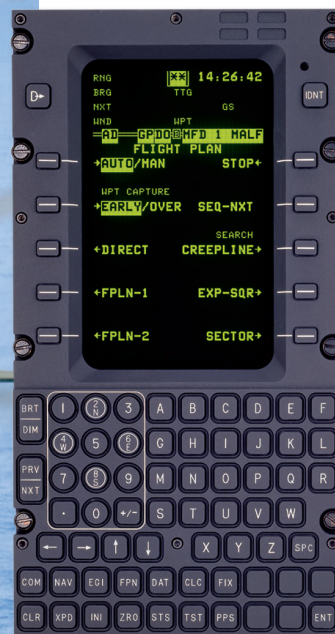 RNG ** 14:26:42
BRG TTG
NXT GS
WND WPT
AD GPDOBMFD 1 MALF
FLIGHT PLAN
→AUTO/MAN STOP←
WPT CAPTURE
→EARLY/OVER SEQ-NXT
SEARCH
←DIRECT CREEPLINE→
←FPLN-1 EXP-SQR→
←FPLN-2 SECTOR→
D→
IDNT
BRT 1 2 N 3 A B C D E F
DIM 4 W 5 6 E G H I J K L
PRV 7 8 S 9 M N O P Q R
NXT . 0 +/- S T U V W
← → ↑ ↓ X Y Z SPC
COM NAV ECI FPN DAT CLC FIX
CLR XPD INI ZRO STS TST PPS ENT